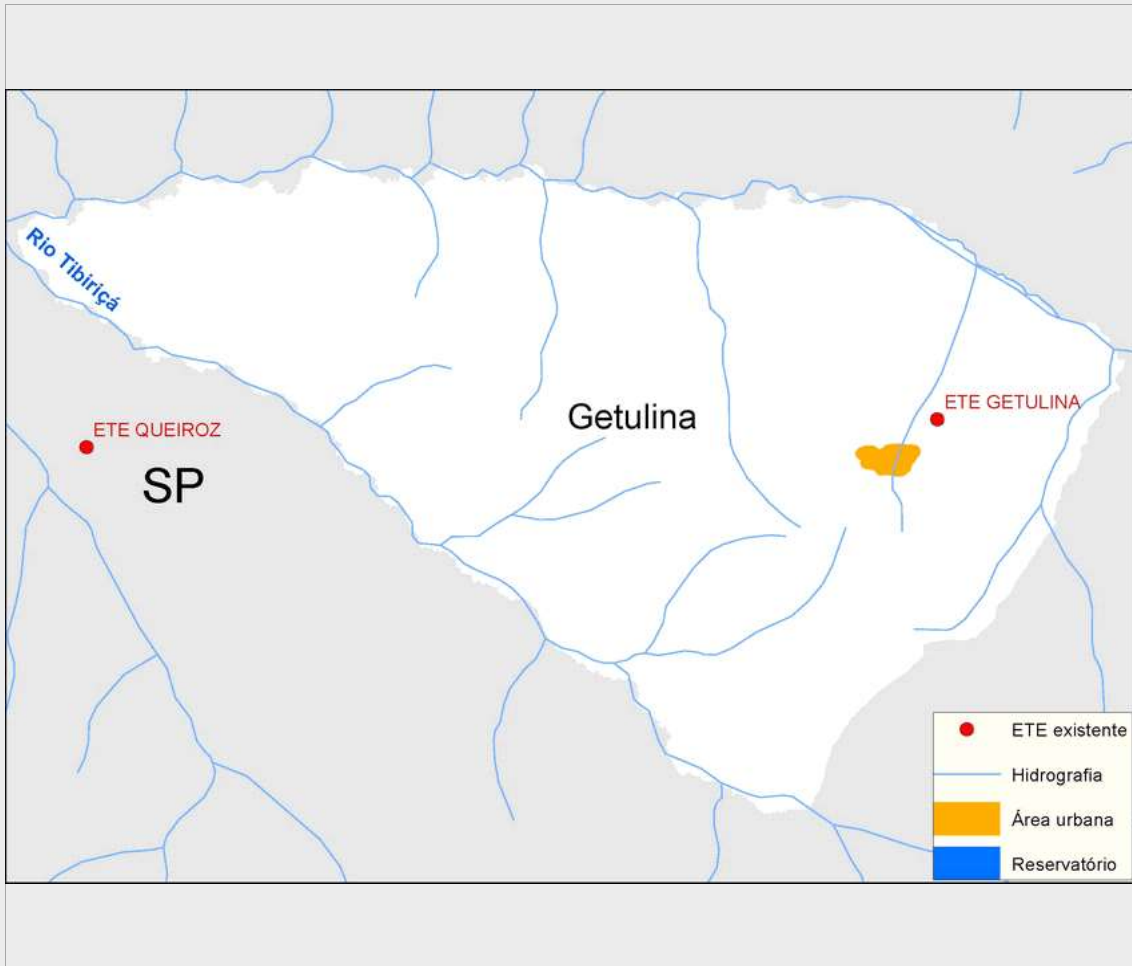 Rio Tibiriçá
Getulina
ETE GETULINA
ETE QUEIROZ
SP
ETE existente
Hidrografia
Área urbana
Reservatório